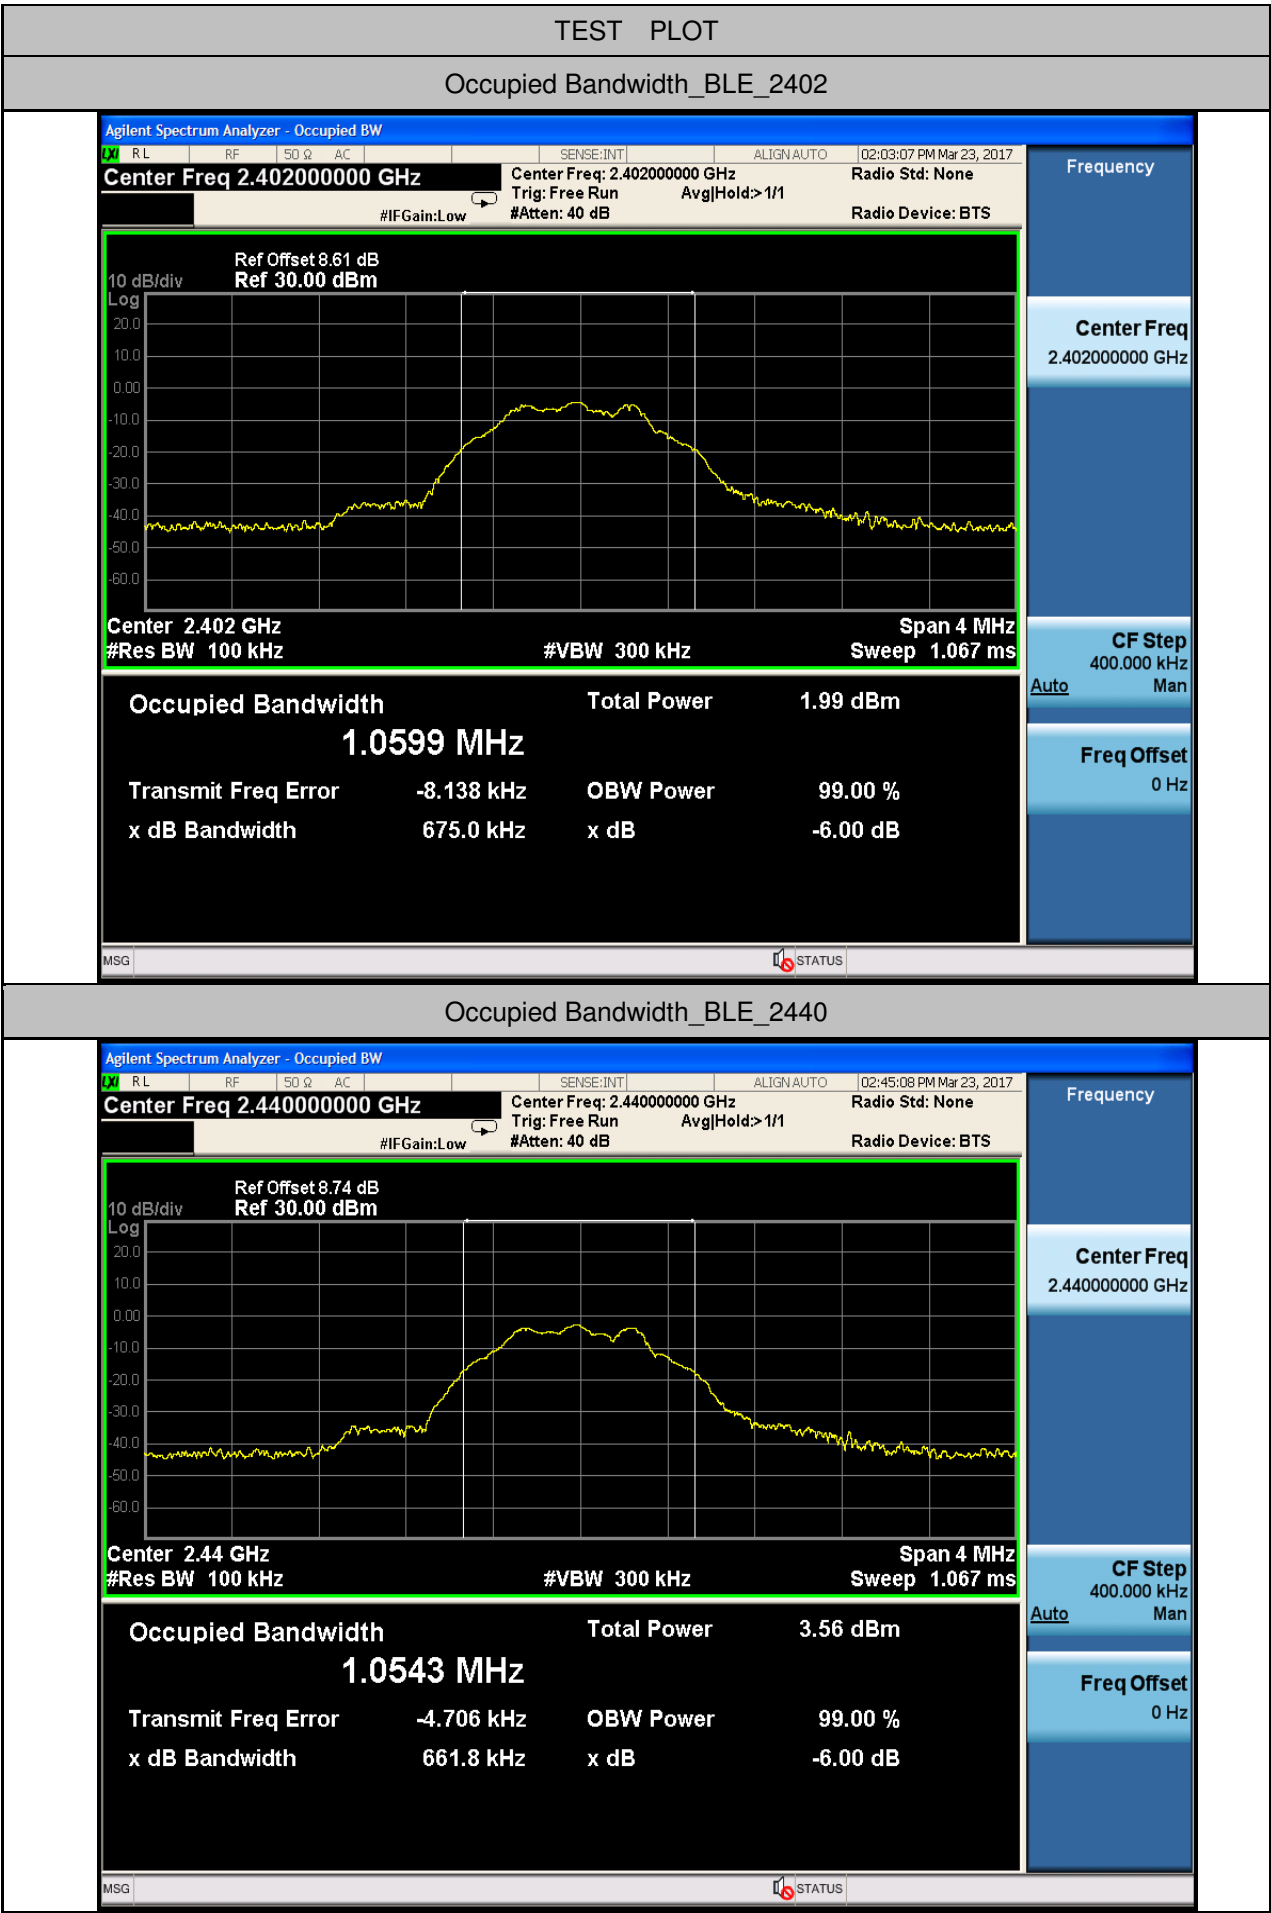 TEST PLOT
Occupied Bandwidth_BLE_2402
Agilent Spectrum Analyzer - Occupied BW
LXI RL RF 50 Ω AC SENSE:INT ALIGN AUTO 02:03:07 PM Mar 23, 2017
Center Freq 2.402000000 GHz
Center Freq: 2.402000000 GHz
Radio Std: None
Trig: Free Run Avg|Hold:>1/1
#IFGain:Low
#Atten: 40 dB
Radio Device: BTS
Frequency
Ref Offset 8.61 dB
10 dB/div Ref 30.00 dBm
Log
20.0
10.0
0.00
-10.0
-20.0
-30.0
-40.0
-50.0
-60.0
Center Freq
2.402000000 GHz
Center 2.402 GHz Span 4 MHz
#Res BW 100 kHz #VBW 300 kHz Sweep 1.067 ms
CF Step
400.000 kHz
Auto Man
Occupied Bandwidth Total Power 1.99 dBm
1.0599 MHz
Transmit Freq Error -8.138 kHz OBW Power 99.00 %
x dB Bandwidth 675.0 kHz x dB -6.00 dB
Freq Offset
0 Hz
MSG STATUS
Occupied Bandwidth_BLE_2440
Agilent Spectrum Analyzer - Occupied BW
LXI RL RF 50 Ω AC SENSE:INT ALIGN AUTO 02:45:08 PM Mar 23, 2017
Center Freq 2.440000000 GHz
Center Freq: 2.440000000 GHz
Radio Std: None
Trig: Free Run Avg|Hold:>1/1
#IFGain:Low
#Atten: 40 dB
Radio Device: BTS
Frequency
Ref Offset 8.74 dB
10 dB/div Ref 30.00 dBm
Log
20.0
10.0
0.00
-10.0
-20.0
-30.0
-40.0
-50.0
-60.0
Center Freq
2.440000000 GHz
Center 2.44 GHz Span 4 MHz
#Res BW 100 kHz #VBW 300 kHz Sweep 1.067 ms
CF Step
400.000 kHz
Auto Man
Occupied Bandwidth Total Power 3.56 dBm
1.0543 MHz
Transmit Freq Error -4.706 kHz OBW Power 99.00 %
x dB Bandwidth 661.8 kHz x dB -6.00 dB
Freq Offset
0 Hz
MSG STATUS